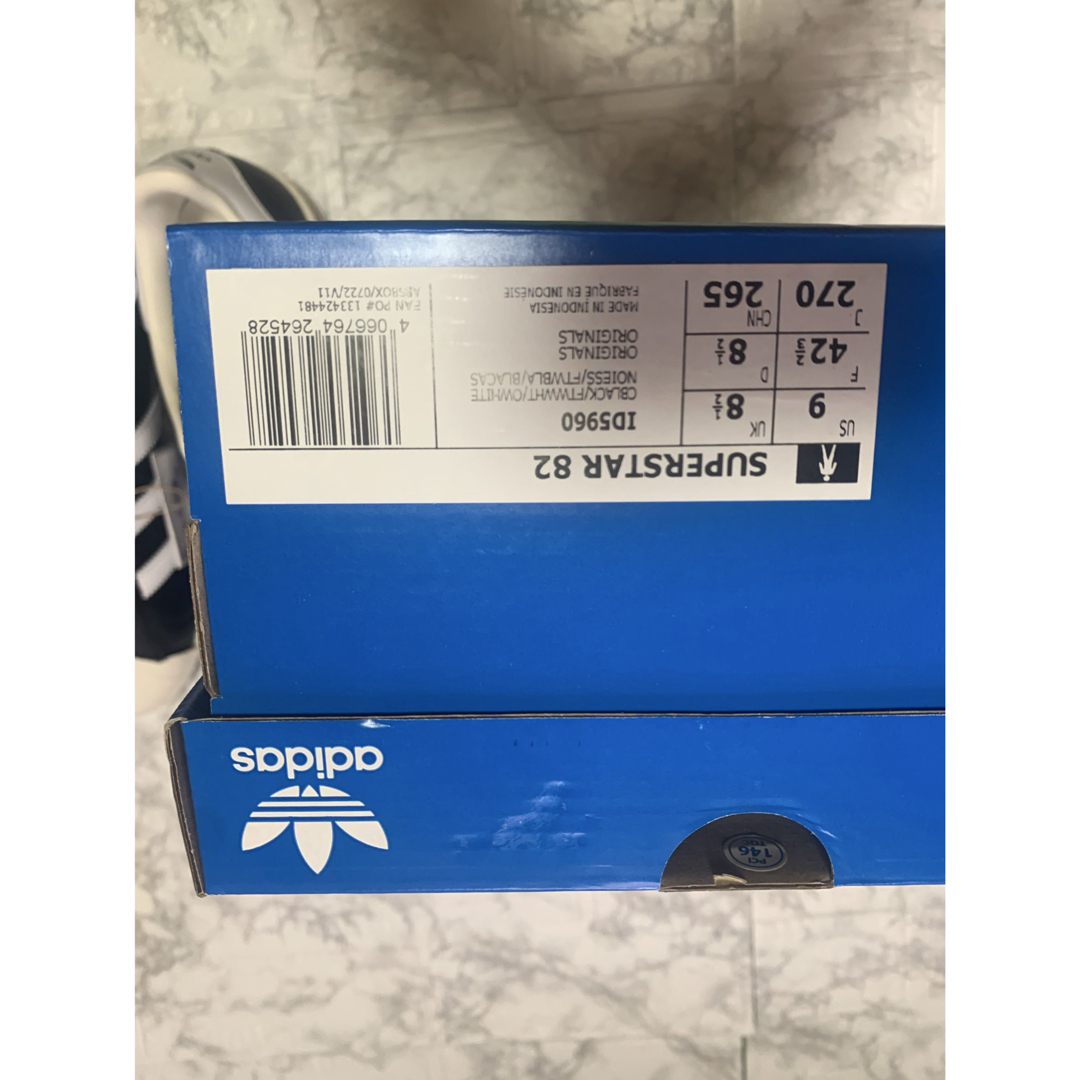 adidas
SUPERSTAR 82
US 9
UK 8½
F 42⅔
D 8½
J 270
CHN 265
ID5960
CBLACK/FTWWHT/OWHITE
NOIESS/FTWBLA/BLACAS
ORIGINALS
ORIGINALS
MADE IN INDONESIA
FABRIQUE EN INDONESIE
4 066764 264528
FAN PO# 133424481
A858OX/0722/V11
PCI
146